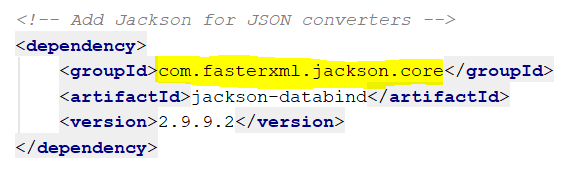 <!-- Add Jackson for JSON converters -->
<dependency>
<groupId>com.fasterxml.jackson.core</groupId>
<artifactId>jackson-databind</artifactId>
<version>2.9.9.2</version>
</dependency>